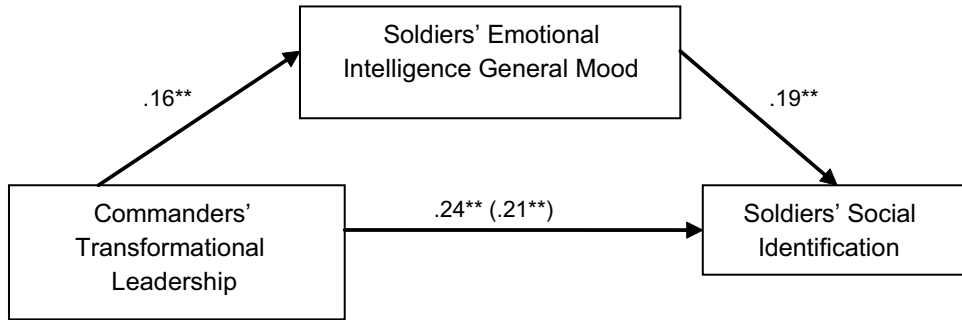 Soldiers’ Emotional
Intelligence General Mood
.16**
.19**
.24** (.21**)
Commanders’
Transformational
Leadership
Soldiers’ Social
Identification